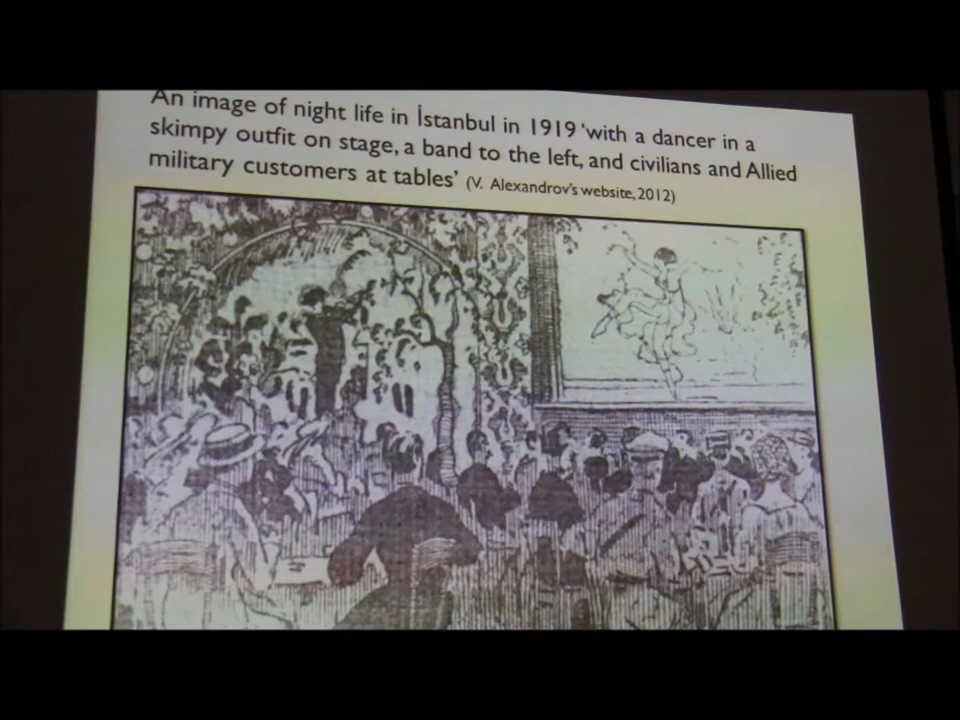 An image of night life in İstanbul in 1919 ‘with a dancer in a
skimpy outfit on stage, a band to the left, and civilians and Allied
military customers at tables’ (V. Alexandrov’s website, 2012)